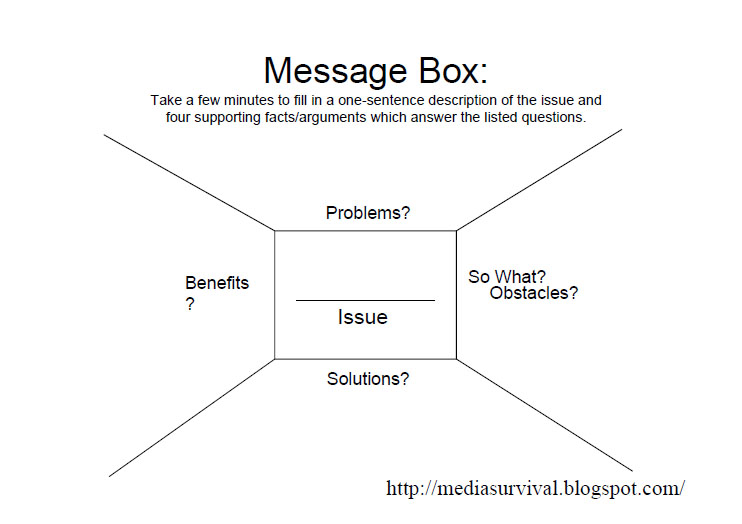 Message Box:
Take a few minutes to fill in a one-sentence description of the issue and
four supporting facts/arguments which answer the listed questions.
Problems?
Benefits
?
So What?
Obstacles?
Issue
Solutions?
http://mediasurvival.blogspot.com/